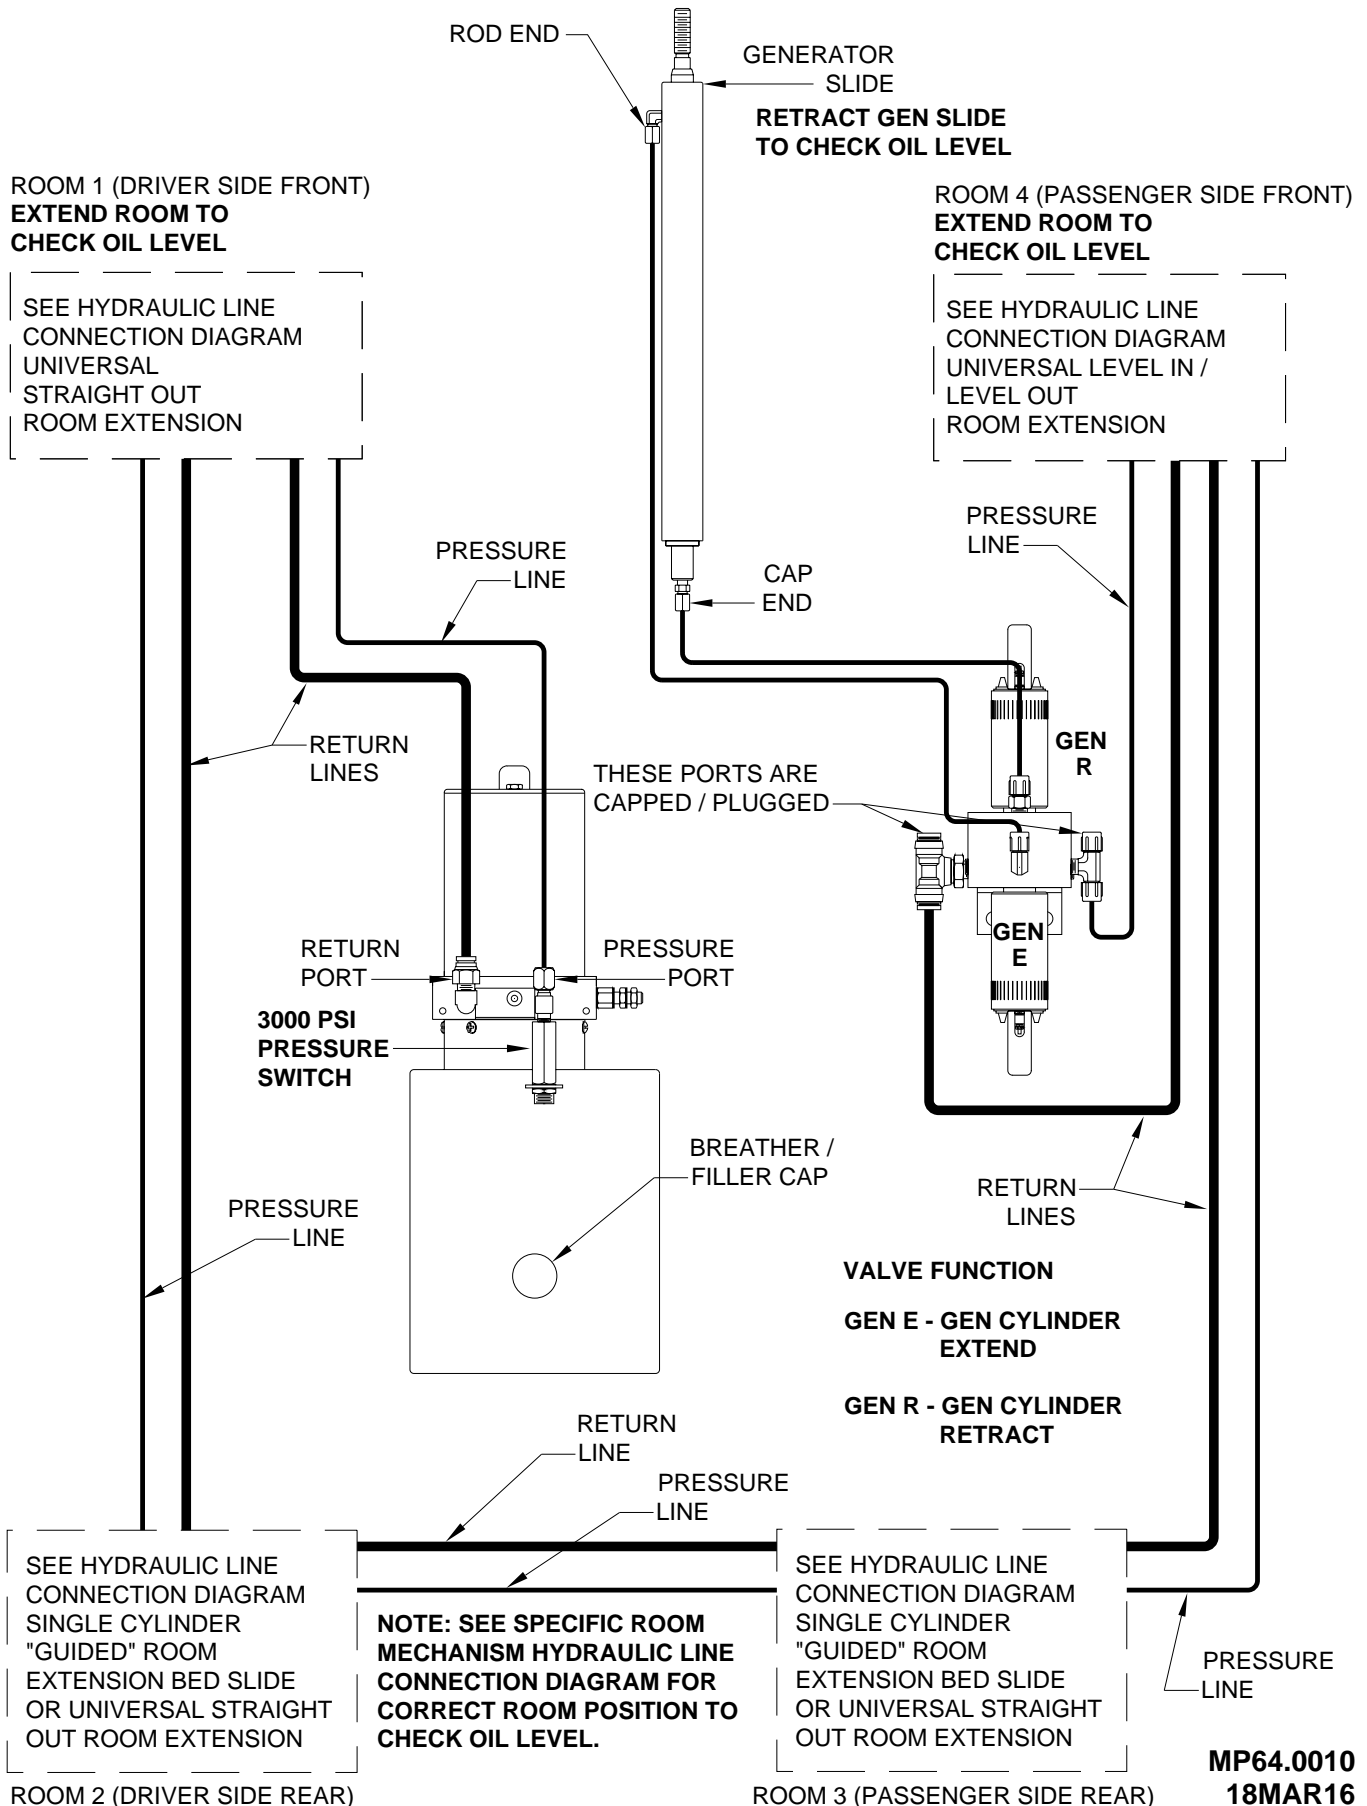 ROD END
GENERATOR
SLIDE
RETRACT GEN SLIDE
TO CHECK OIL LEVEL
ROOM 1 (DRIVER SIDE FRONT)
EXTEND ROOM TO
CHECK OIL LEVEL
ROOM 4 (PASSENGER SIDE FRONT)
EXTEND ROOM TO
CHECK OIL LEVEL
SEE HYDRAULIC LINE
CONNECTION DIAGRAM
UNIVERSAL
STRAIGHT OUT
ROOM EXTENSION
SEE HYDRAULIC LINE
CONNECTION DIAGRAM
UNIVERSAL LEVEL IN /
LEVEL OUT
ROOM EXTENSION
PRESSURE
LINE
PRESSURE
LINE
CAP
END
RETURN
LINES
THESE PORTS ARE
CAPPED / PLUGGED
GEN
R
GEN
E
RETURN
PORT
PRESSURE
PORT
3000 PSI
PRESSURE
SWITCH
BREATHER /
FILLER CAP
RETURN
LINES
PRESSURE
LINE
VALVE FUNCTION
GEN E - GEN CYLINDER
EXTEND
GEN R - GEN CYLINDER
RETRACT
RETURN
LINE
PRESSURE
LINE
SEE HYDRAULIC LINE
CONNECTION DIAGRAM
SINGLE CYLINDER
"GUIDED" ROOM
EXTENSION BED SLIDE
OR UNIVERSAL STRAIGHT
OUT ROOM EXTENSION
NOTE: SEE SPECIFIC ROOM
MECHANISM HYDRAULIC LINE
CONNECTION DIAGRAM FOR
CORRECT ROOM POSITION TO
CHECK OIL LEVEL.
SEE HYDRAULIC LINE
CONNECTION DIAGRAM
SINGLE CYLINDER
"GUIDED" ROOM
EXTENSION BED SLIDE
OR UNIVERSAL STRAIGHT
OUT ROOM EXTENSION
PRESSURE
LINE
ROOM 2 (DRIVER SIDE REAR)
ROOM 3 (PASSENGER SIDE REAR)
MP64.0010
18MAR16